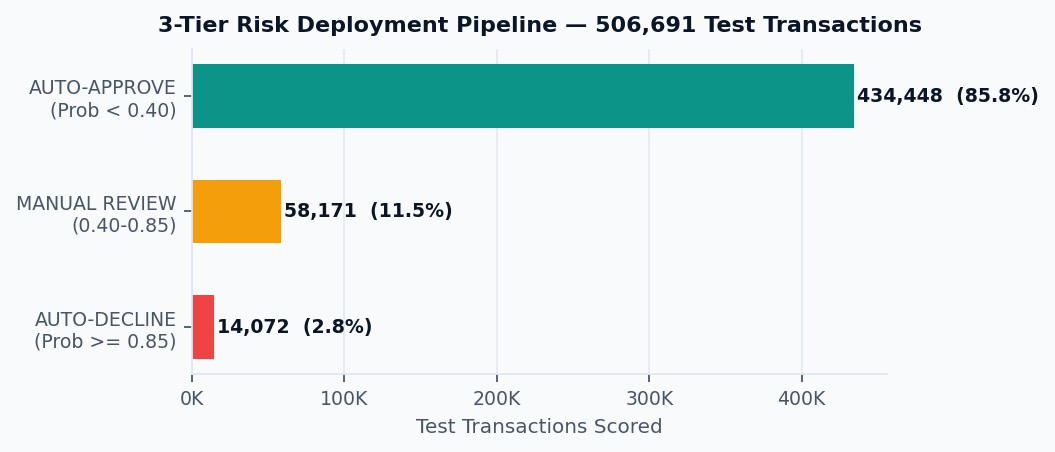 3-Tier Risk Deployment Pipeline — 506,691 Test Transactions
AUTO-APPROVE
(Prob < 0.40)
434,448 (85.8%)
MANUAL REVIEW
(0.40-0.85)
58,171 (11.5%)
AUTO-DECLINE
(Prob >= 0.85)
14,072 (2.8%)
0K 100K 200K 300K 400K
Test Transactions Scored